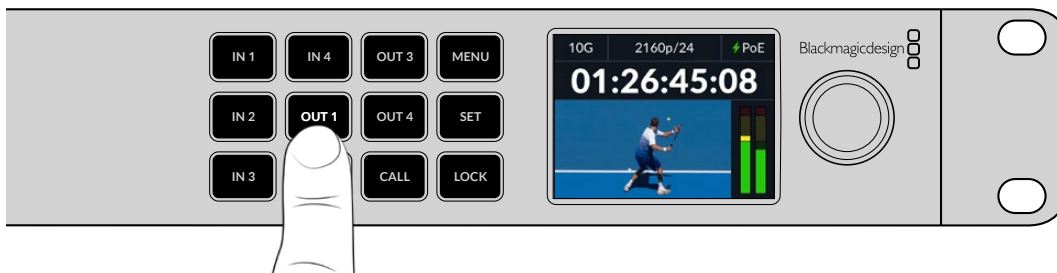 IN 1 IN 4 OUT 3 MENU
IN 2 OUT 1 OUT 4 SET
IN 3 CALL LOCK
10G 2160p/24 PoE
01:26:45:08
Blackmagicdesign